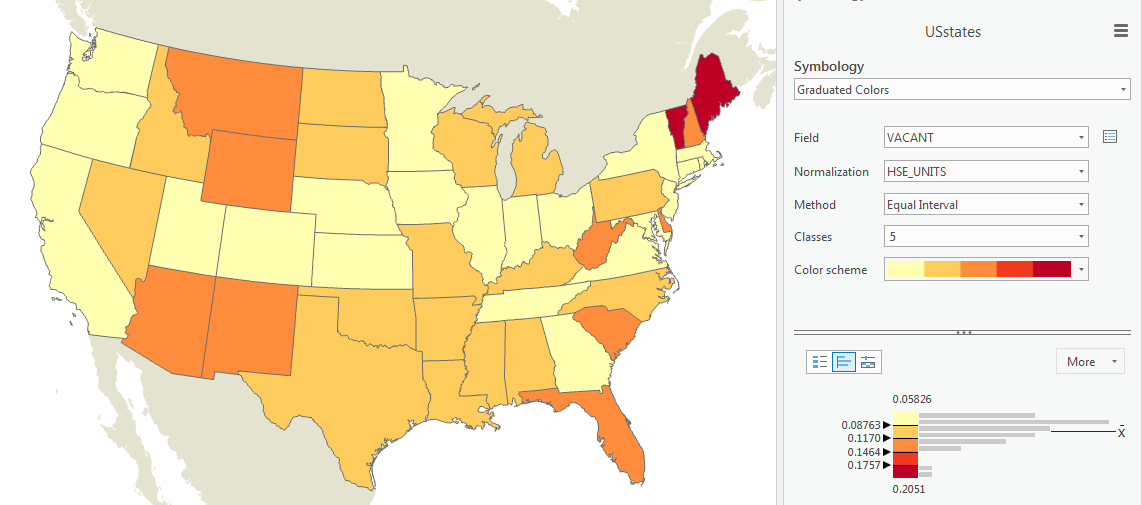 USstates
Symbology
Graduated Colors
Field VACANT
Normalization HSE_UNITS
Method Equal Interval
Classes 5
Color scheme
More
0.05826
0.08763
0.1170
0.1464
0.1757
x̄
0.2051